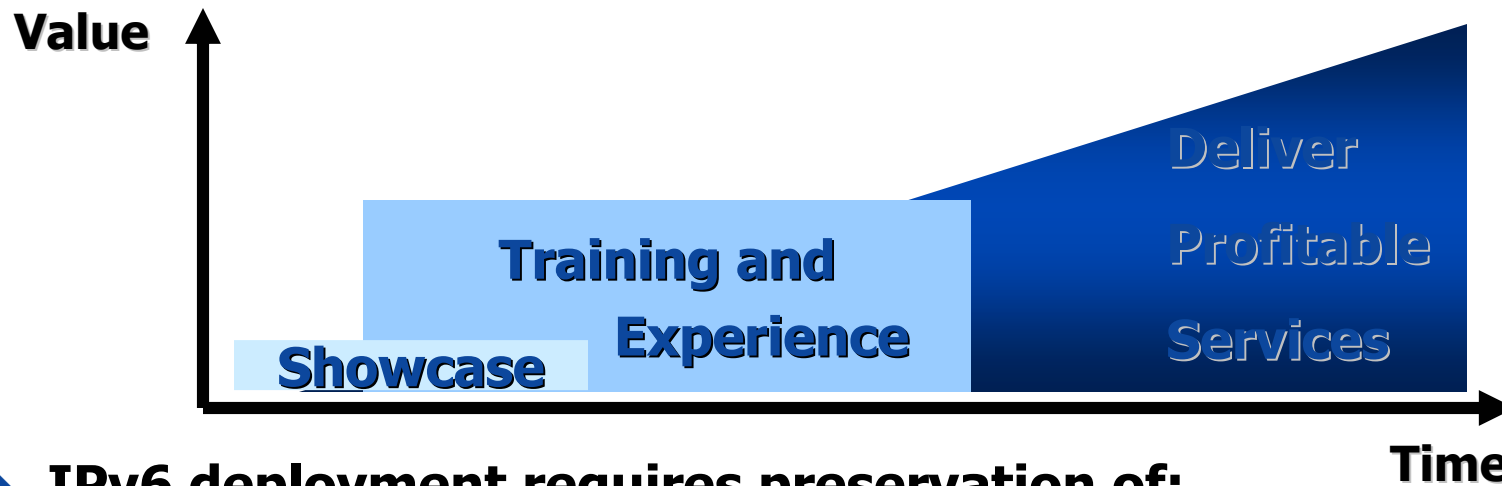 Value
Deliver
Profitable
Services
Training and
Experience
Showcase
Time
IPv6 deployment requires preservation of: